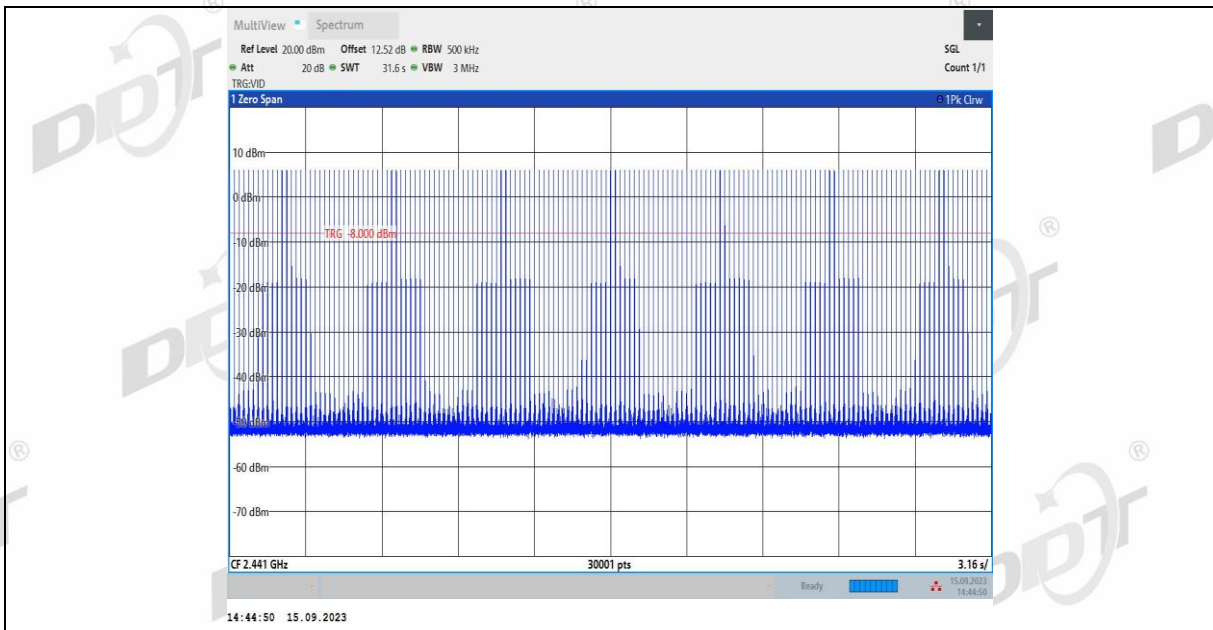 MultiView Spectrum
Ref Level 20.00 dBm Offset 12.52 dB RBW 500 kHz SGL
Att 20 dB SWT 31.6 s VBW 3 MHz Count 1/1
TRG:VID
1 Zero Span 1Pk Clrw
10 dBm
0 dBm
TRG -8.000 dBm
-10 dBm
-20 dBm
-30 dBm
-40 dBm
-50 dBm
-60 dBm
-70 dBm
CF 2.441 GHz 30001 pts 3.16 s/
Ready 15.09.2023
14:44:50
14:44:50 15.09.2023
DDT
®